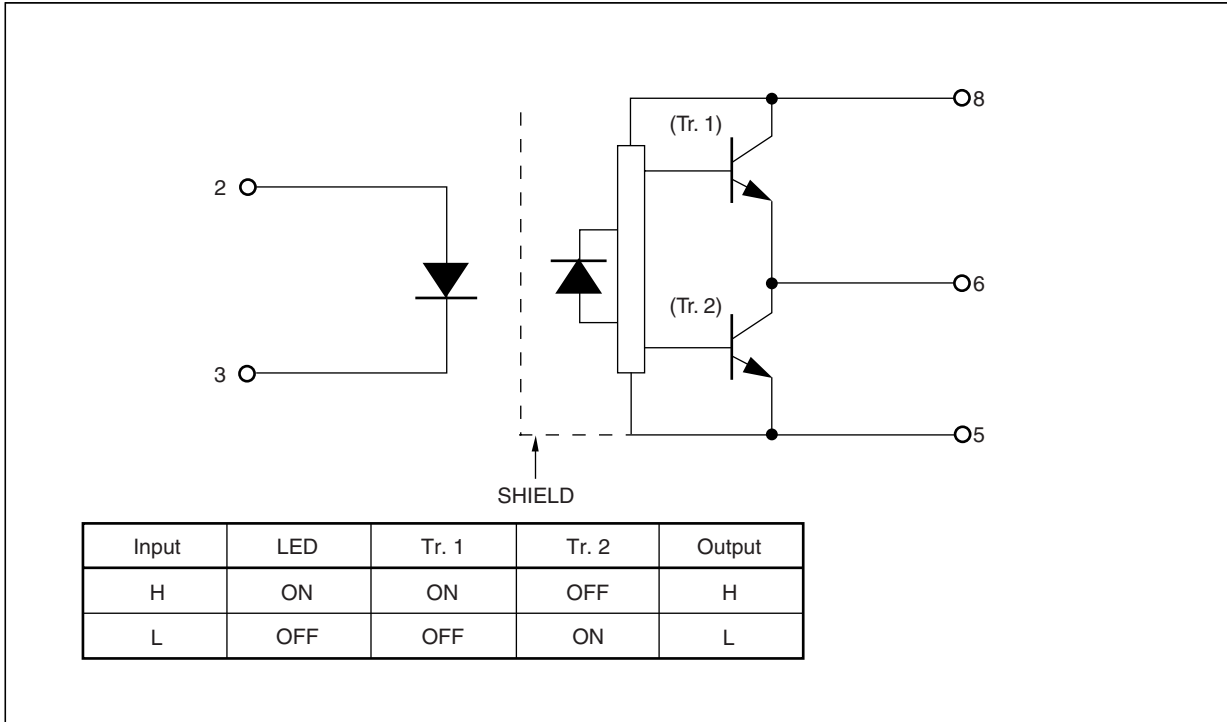 8
(Tr. 1)
2
6
(Tr. 2)
3
5
SHIELD
Input LED Tr. 1 Tr. 2 Output
H ON ON OFF H
L OFF OFF ON L